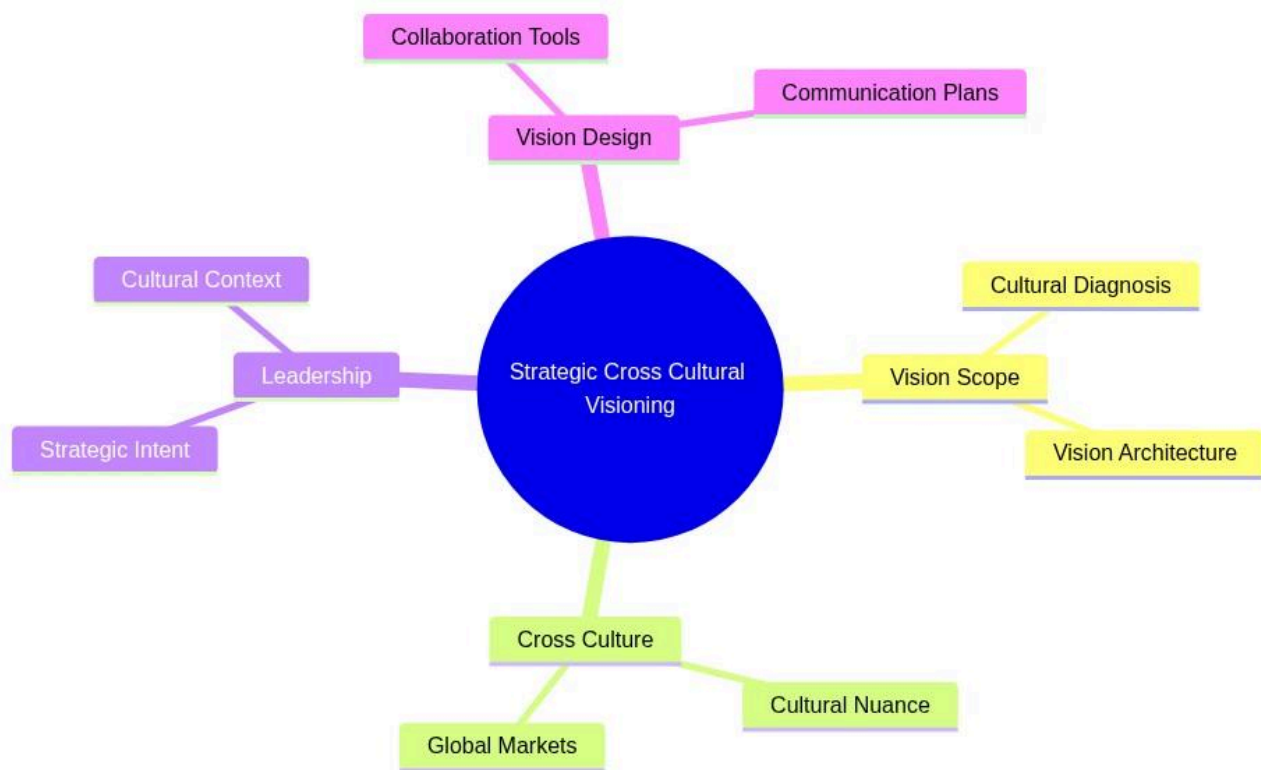 Collaboration Tools
Communication Plans
Vision Design
Cultural Context
Cultural Diagnosis
Leadership
Strategic Cross Cultural
Visioning
Vision Scope
Strategic Intent
Vision Architecture
Cross Culture
Cultural Nuance
Global Markets